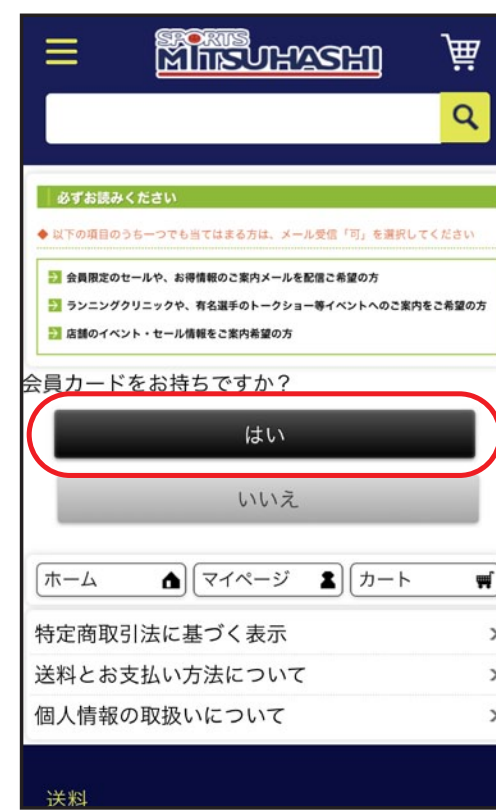 SPORTS
MITSUHASHI
必ずお読みください
◆ 以下の項目のうち一つでも当てはまる方は、メール受信「可」を選択してください
会員限定のセールや、お得情報のご案内メールを配信ご希望の方
ランニングクリニックや、有名選手のトークショー等イベントへのご案内をご希望の方
店舗のイベント・セール情報をご案内希望の方
会員カードをお持ちですか？
はい
いいえ
ホーム マイページ カート
特定商取引法に基づく表示
送料とお支払い方法について
個人情報の取扱いについて
送料